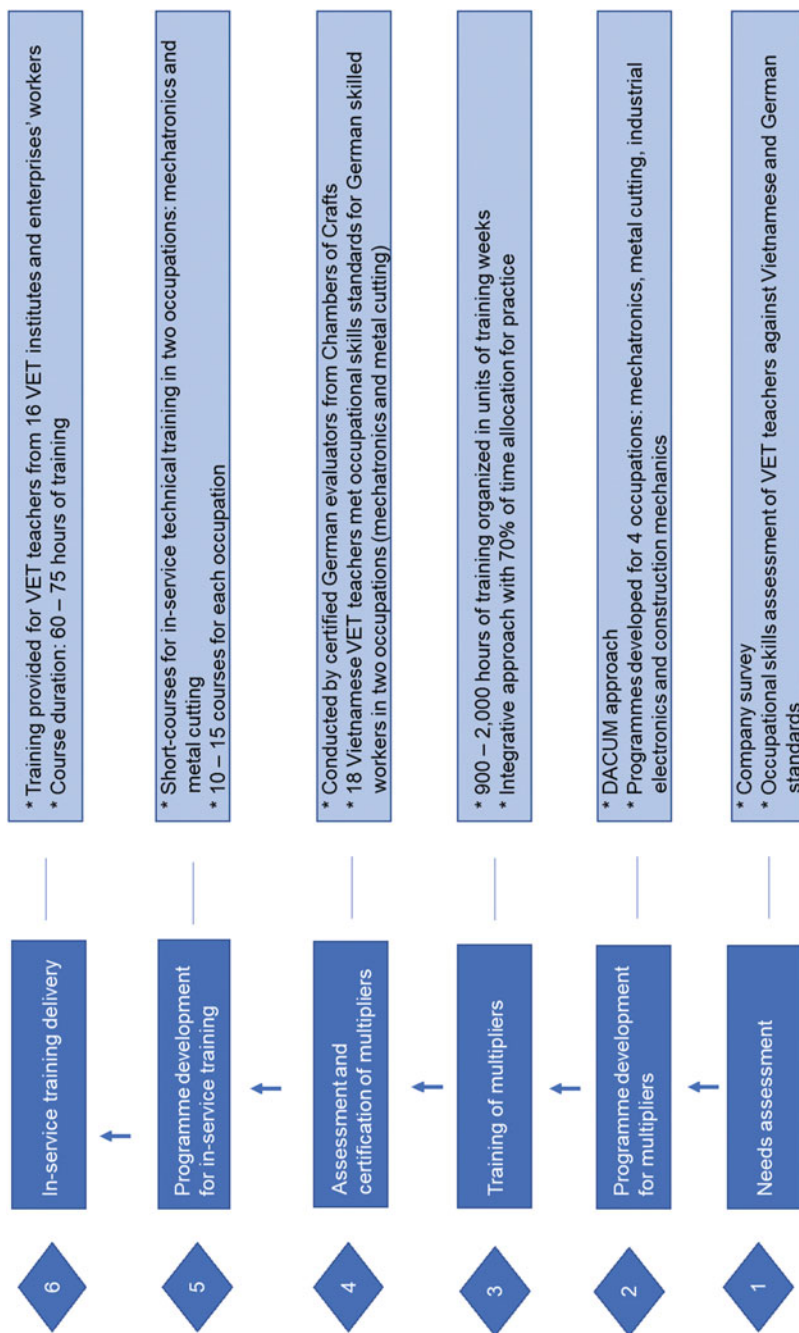 6
In-service training delivery
* Training provided for VET teachers from 16 VET institutes and enterprises' workers
* Course duration: 60 – 75 hours of training
5
Programme development
for in-service training
* Short-courses for in-service technical training in two occupations: mechatronics and
metal cutting
* 10 – 15 courses for each occupation
4
Assessment and
certification of multipliers
* Conducted by certified German evaluators from Chambers of Crafts
* 18 Vietnamese VET teachers met occupational skills standards for German skilled
workers in two occupations (mechatronics and metal cutting)
3
Training of multipliers
* 900 – 2,000 hours of training organized in units of training weeks
* Integrative approach with 70% of time allocation for practice
2
Programme development
for multipliers
* DACUM approach
* Programmes developed for 4 occupations: mechatronics, metal cutting, industrial
electronics and construction mechanics
1
Needs assessment
* Company survey
* Occupational skills assessment of VET teachers against Vietnamese and German
standards